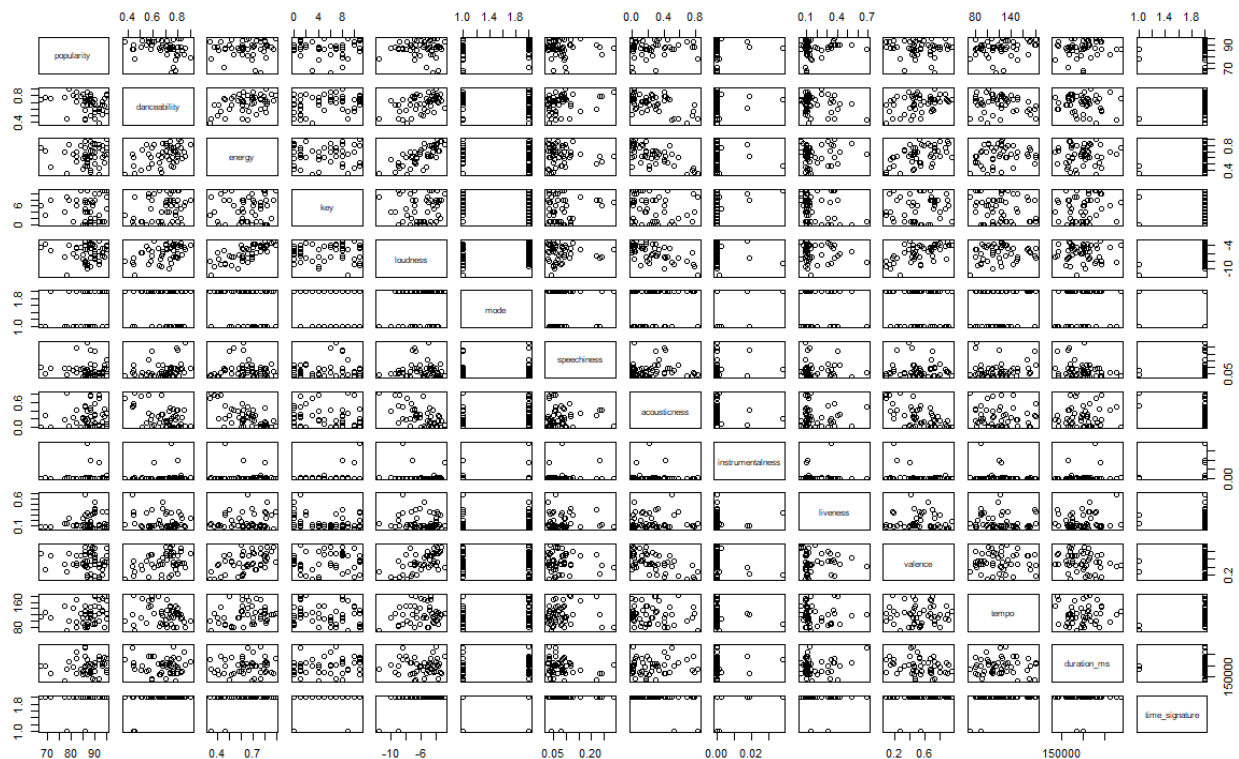 0.4 0.6 0.8 0 4 8 1.0 1.4 1.8 0.0 0.4 0.8 0.1 0.4 0.7 80 140 1.0 1.4 1.8
popularity 70 90
0.4 0.8 danceability
energy 0.4 0.8
0 6 key
loudness -10 -4
1.0 1.8 mode
speechiness 0.05
0.0 0.6 acousticness
instrumentalness 0.00
0.1 0.6 liveness
valence 0.2
80 160 tempo
duration_ms 150000
1.0 1.8 time_signature
70 80 90 0.4 0.7 -10 -6 0.05 0.20 0.00 0.02 0.2 0.6 150000